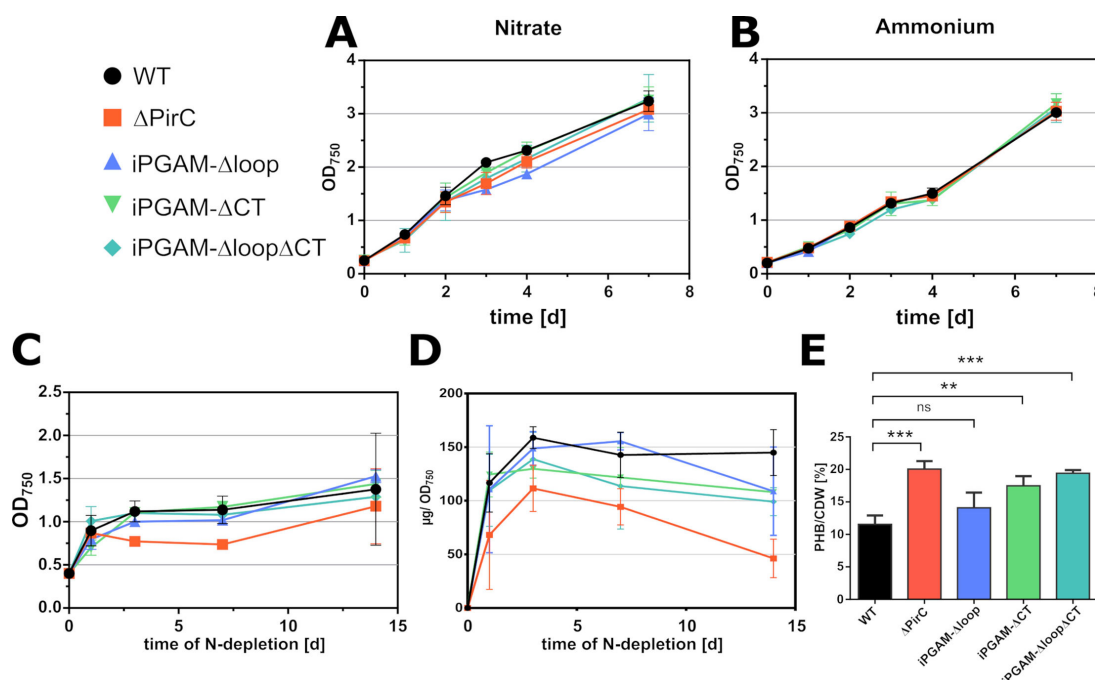 A
Nitrate
B
Ammonium
WT
ΔPirC
iPGAM-Δloop
iPGAM-ΔCT
iPGAM-ΔloopΔCT
OD750
4
3
2
1
0
0 2 4 6 8
time [d]
OD750
4
3
2
1
0
0 2 4 6 8
time [d]
C
OD750
2.5
2.0
1.5
1.0
0.5
0.0
0 5 10 15
time of N-depletion [d]
D
µg/ OD750
200
150
100
50
0
0 5 10 15
time of N-depletion [d]
E
***
**
ns
***
PHB/CDW [%]
25
20
15
10
5
0
WT
ΔPirC
iPGAM-Δloop
iPGAM-ΔCT
iPGAM-ΔloopΔCT